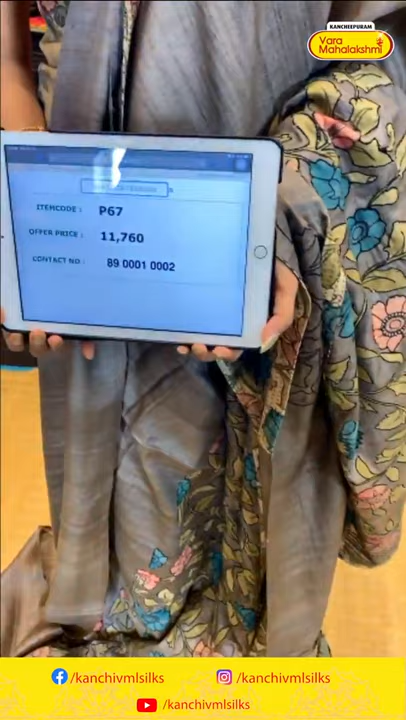 KANCHEEPURAM
Vara
Mahalakshmi
ITEMCODE : P67
OFFER PRICE : 11,760
CONTACT NO : 89 0001 0002
/kanchivmlsilks /kanchivmlsilks
/kanchivmlsilks